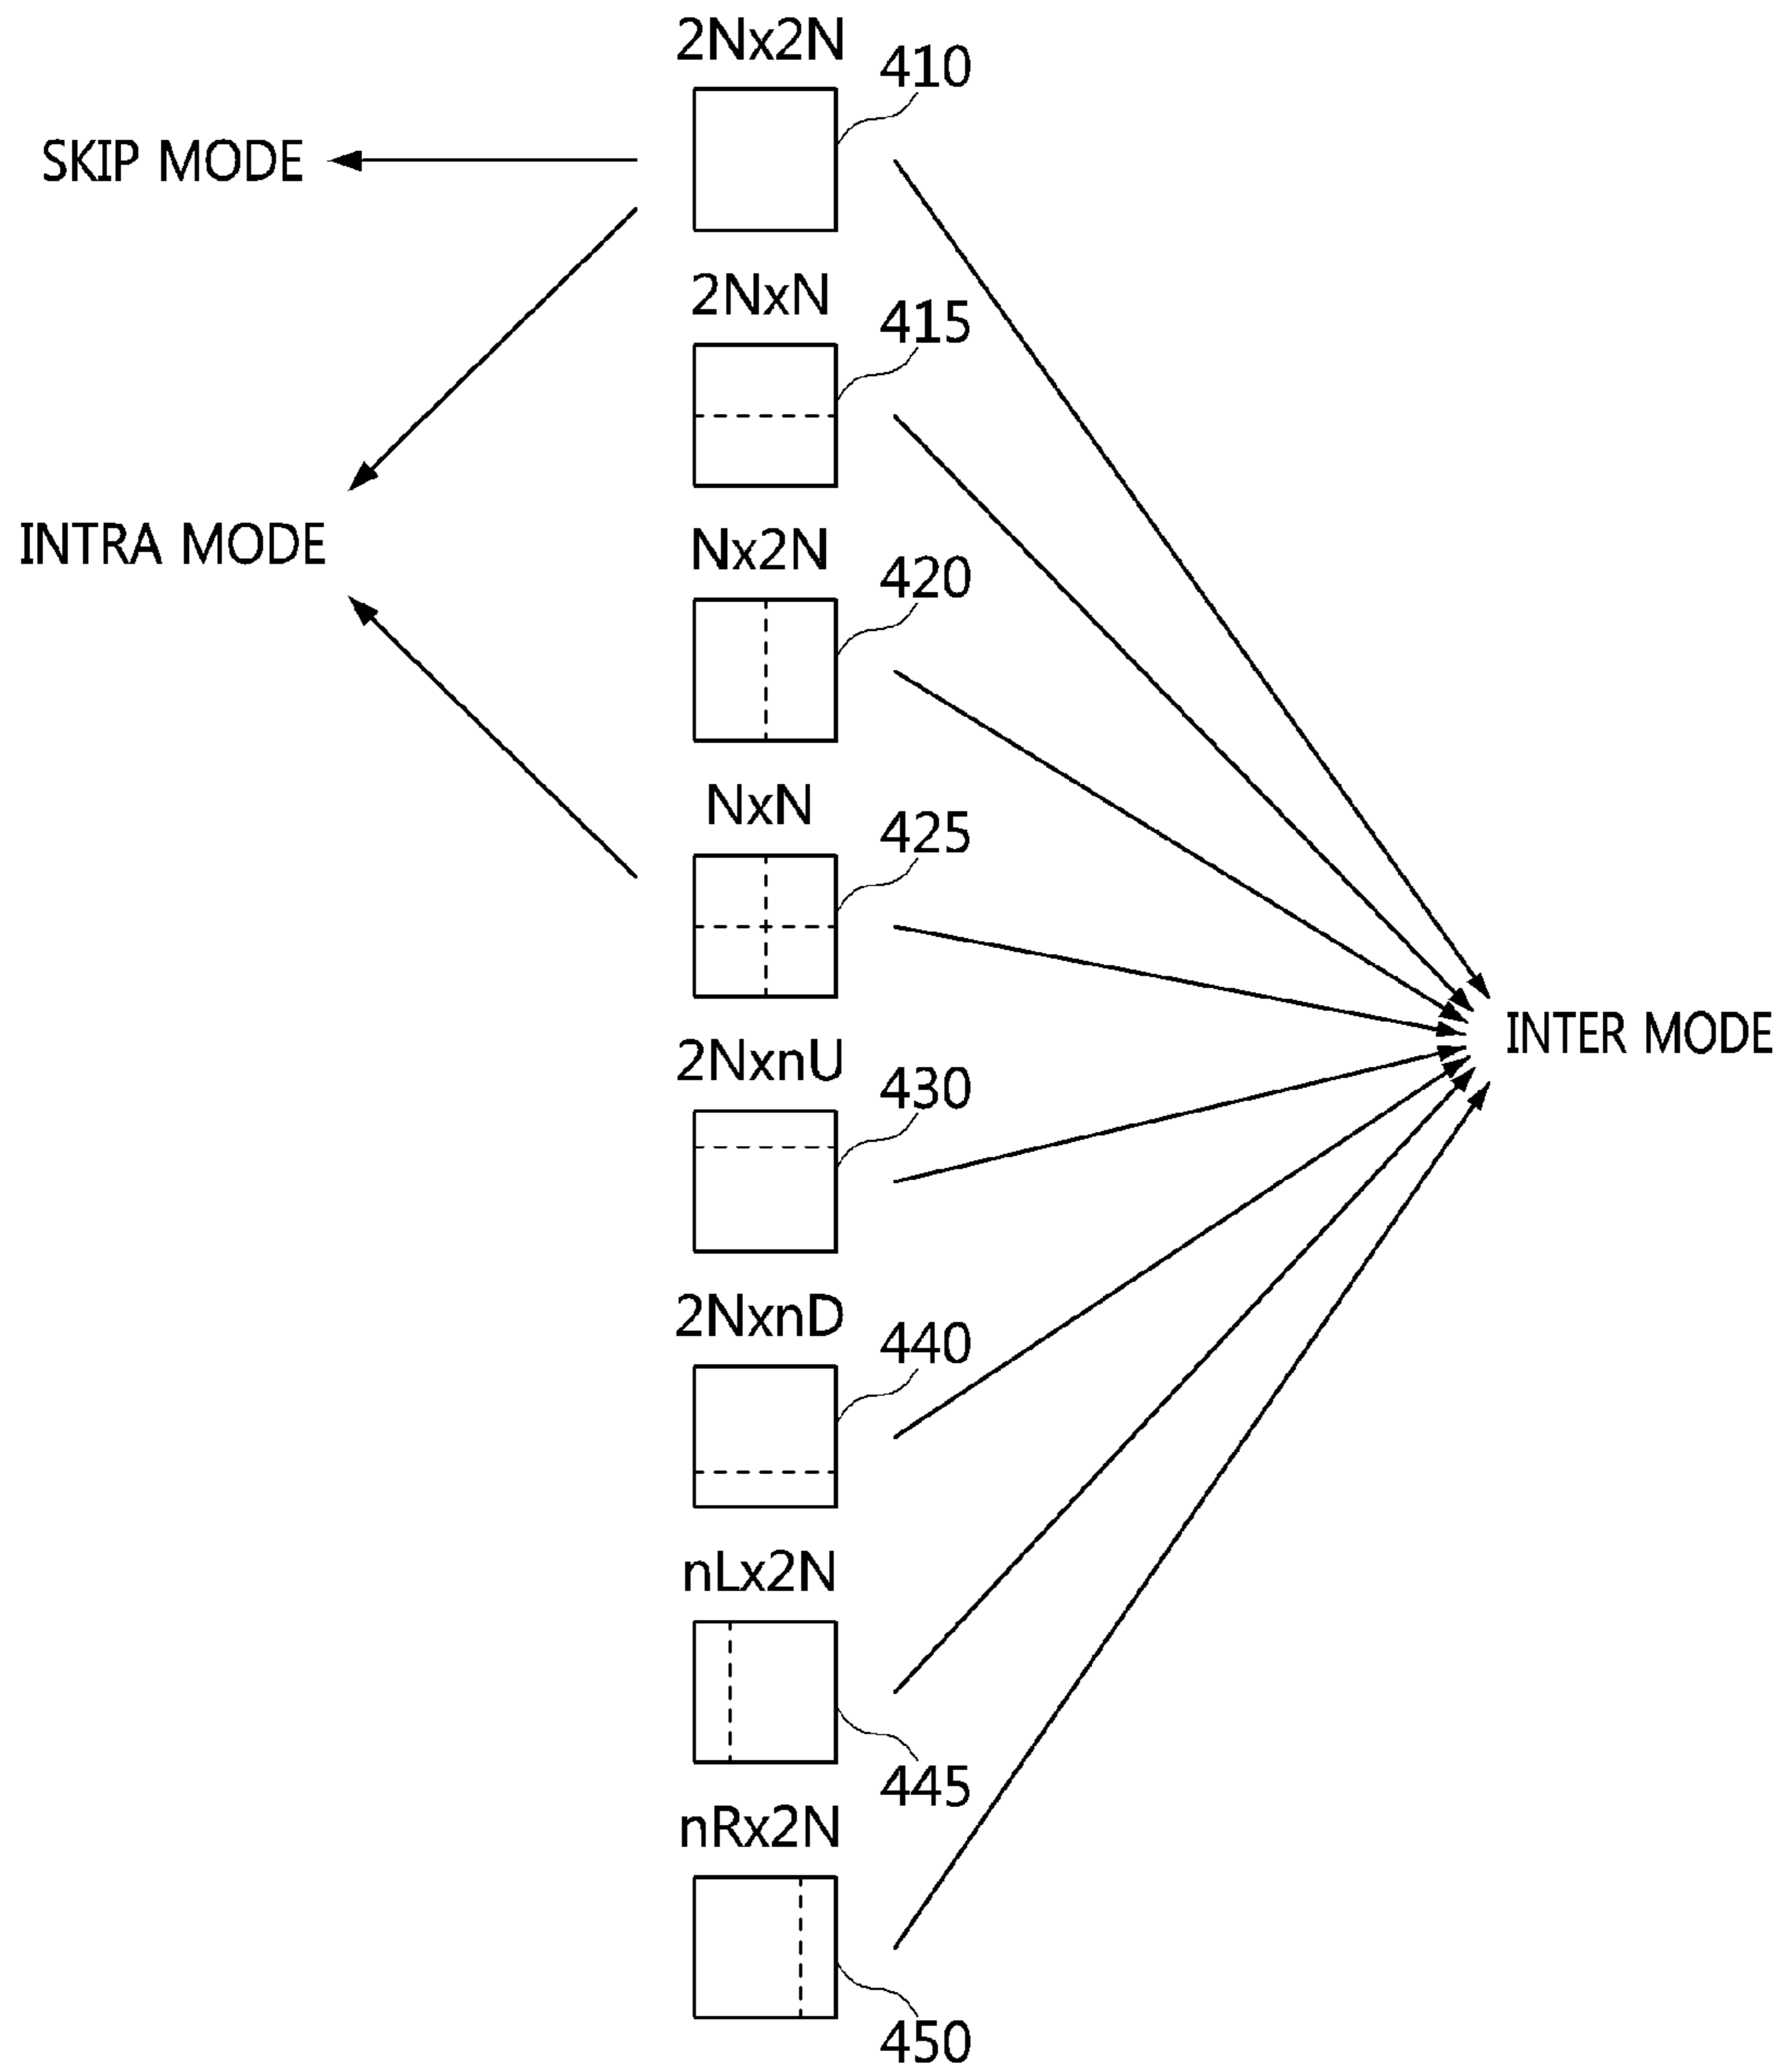 2Nx2N
410
SKIP MODE
2NxN
415
INTRA MODE
Nx2N
420
NxN
425
INTER MODE
2NxnU
430
2NxnD
440
nLx2N
445
nRx2N
450